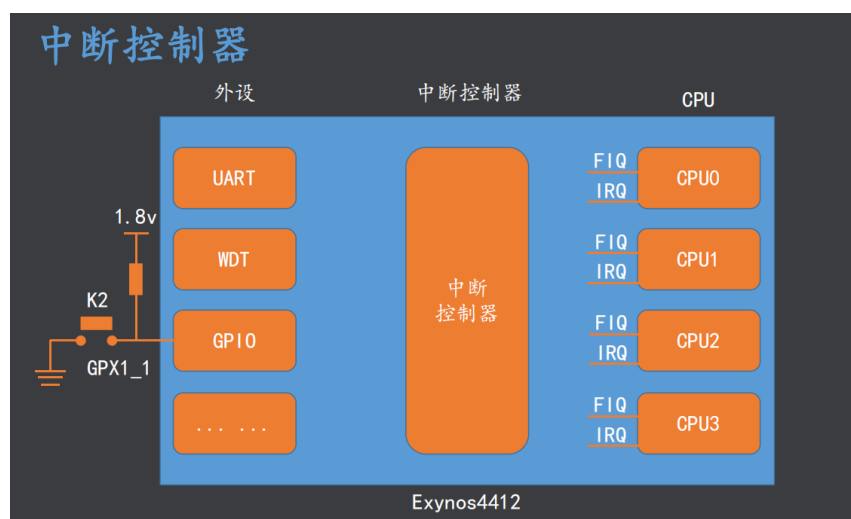 中断控制器
外设
中断控制器
CPU
UART
FIQ
IRQ
CPU0
1.8v
WDT
FIQ
IRQ
CPU1
中断
控制器
K2
GPX1_1
GPIO
FIQ
IRQ
CPU2
... ...
FIQ
IRQ
CPU3
Exynos4412